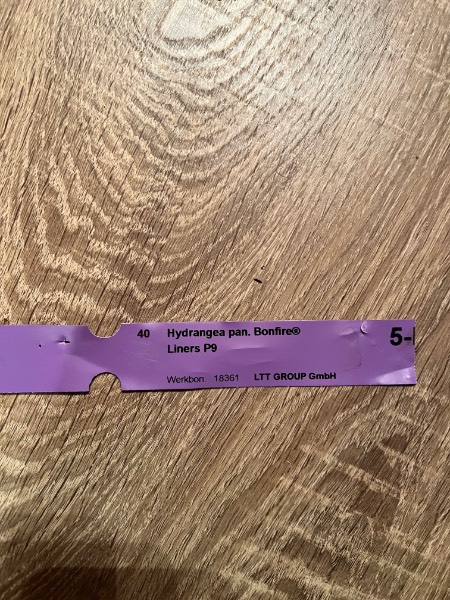 40 Hydrangea pan. Bonfire®
Liners P9
Werkbon: 18361 LTT GROUP GmbH
5-